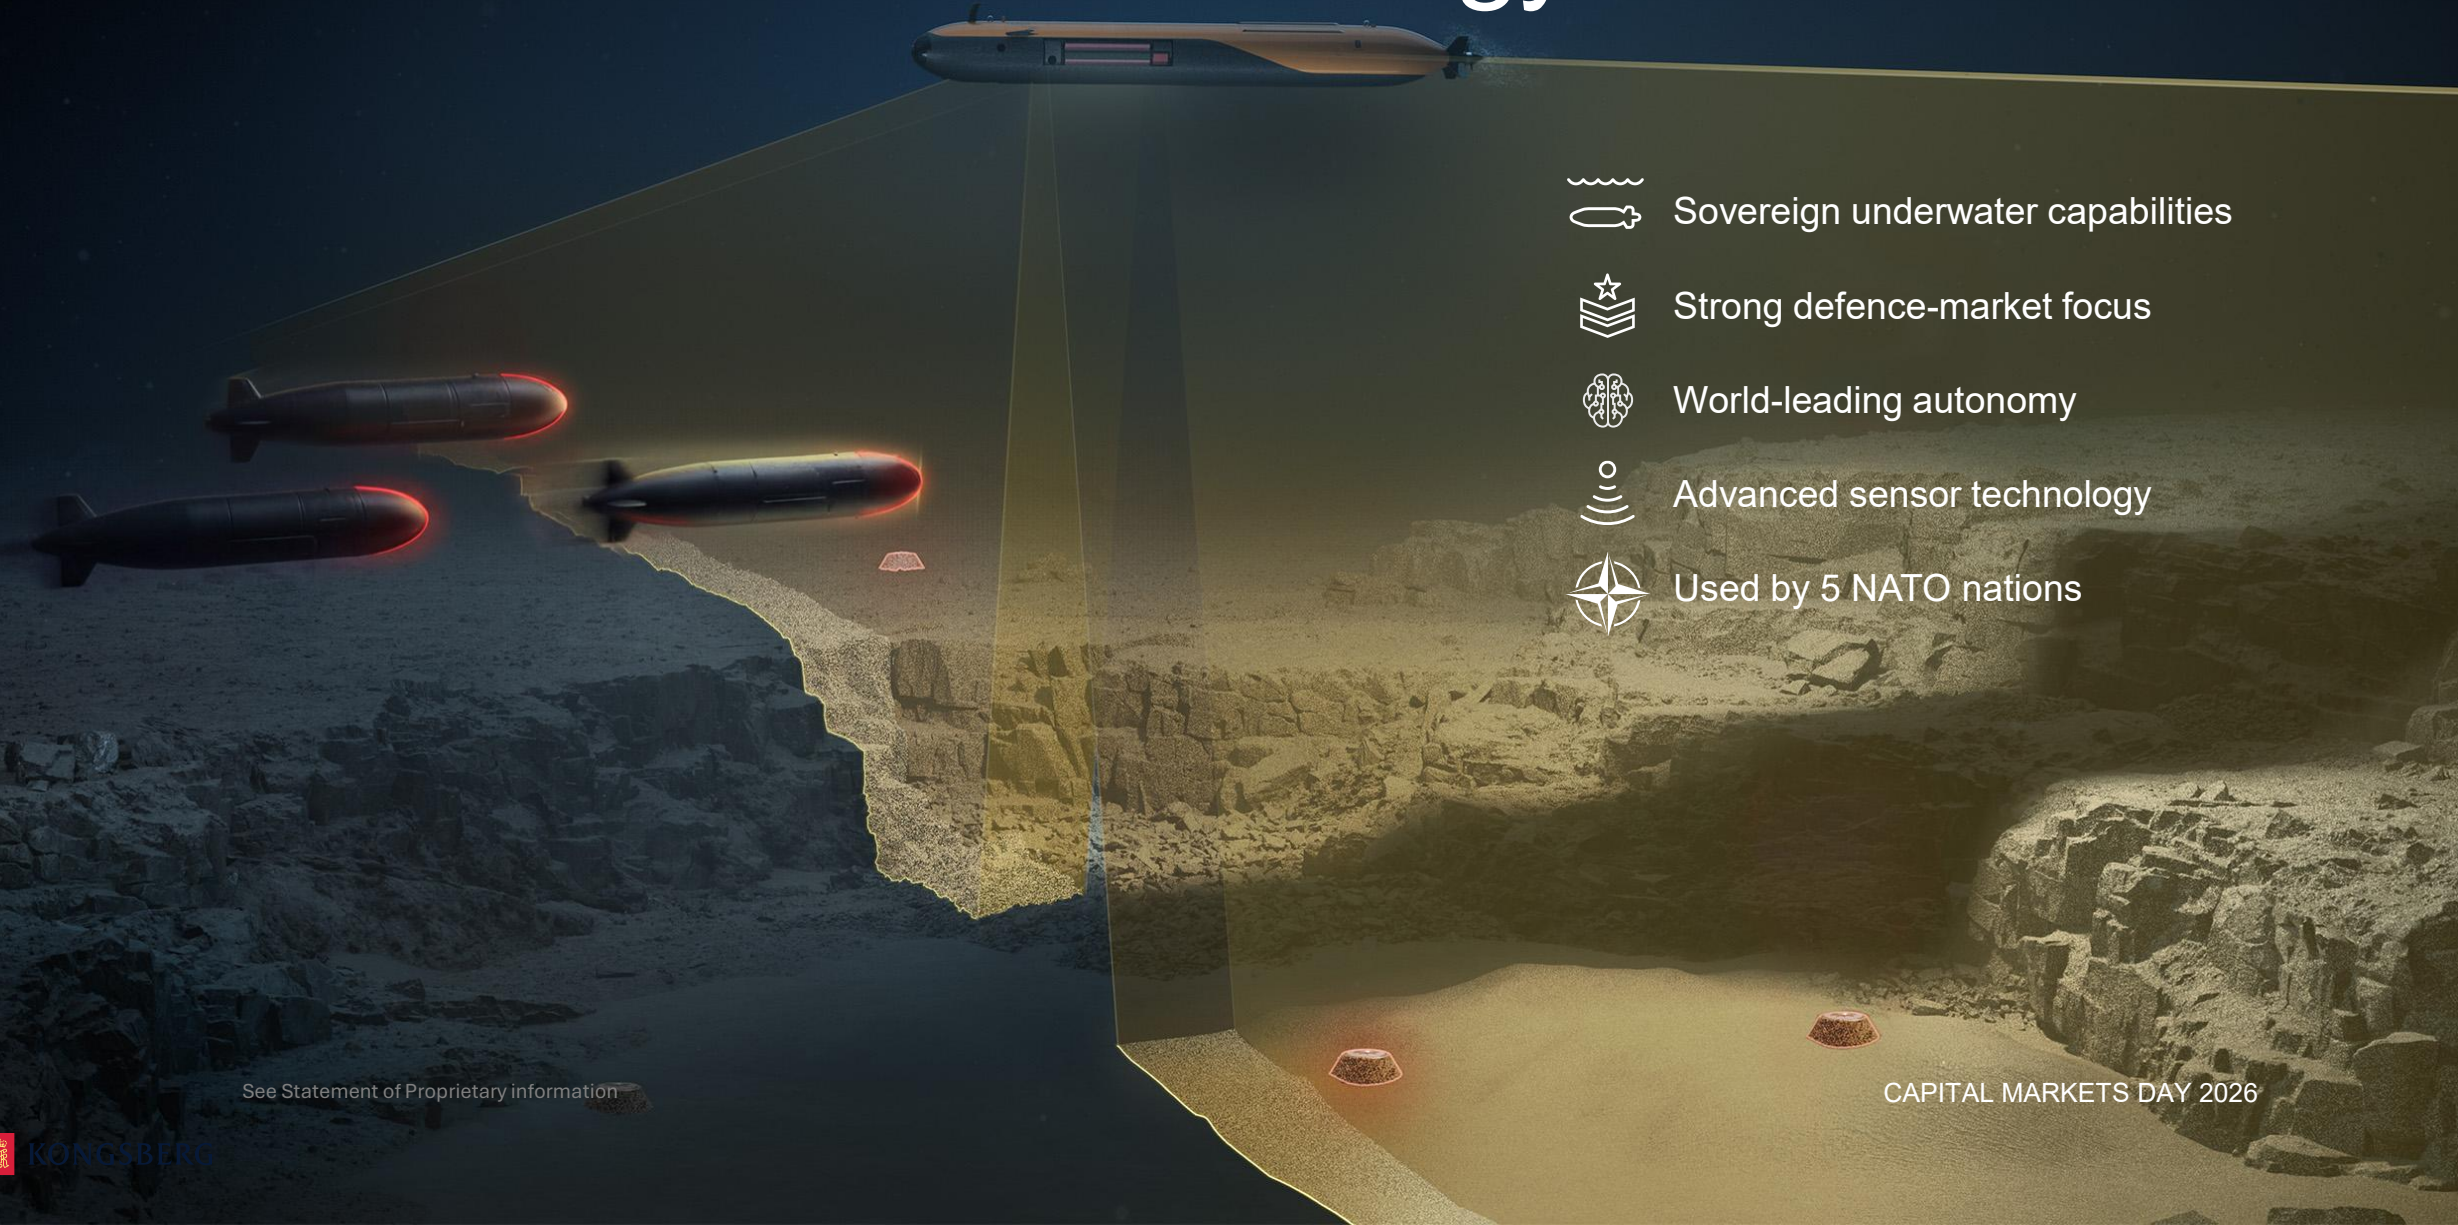 Sovereign underwater capabilities
Strong defence-market focus
World-leading autonomy
Advanced sensor technology
Used by 5 NATO nations
See Statement of Proprietary information
CAPITAL MARKETS DAY 2026
KONGSBERG